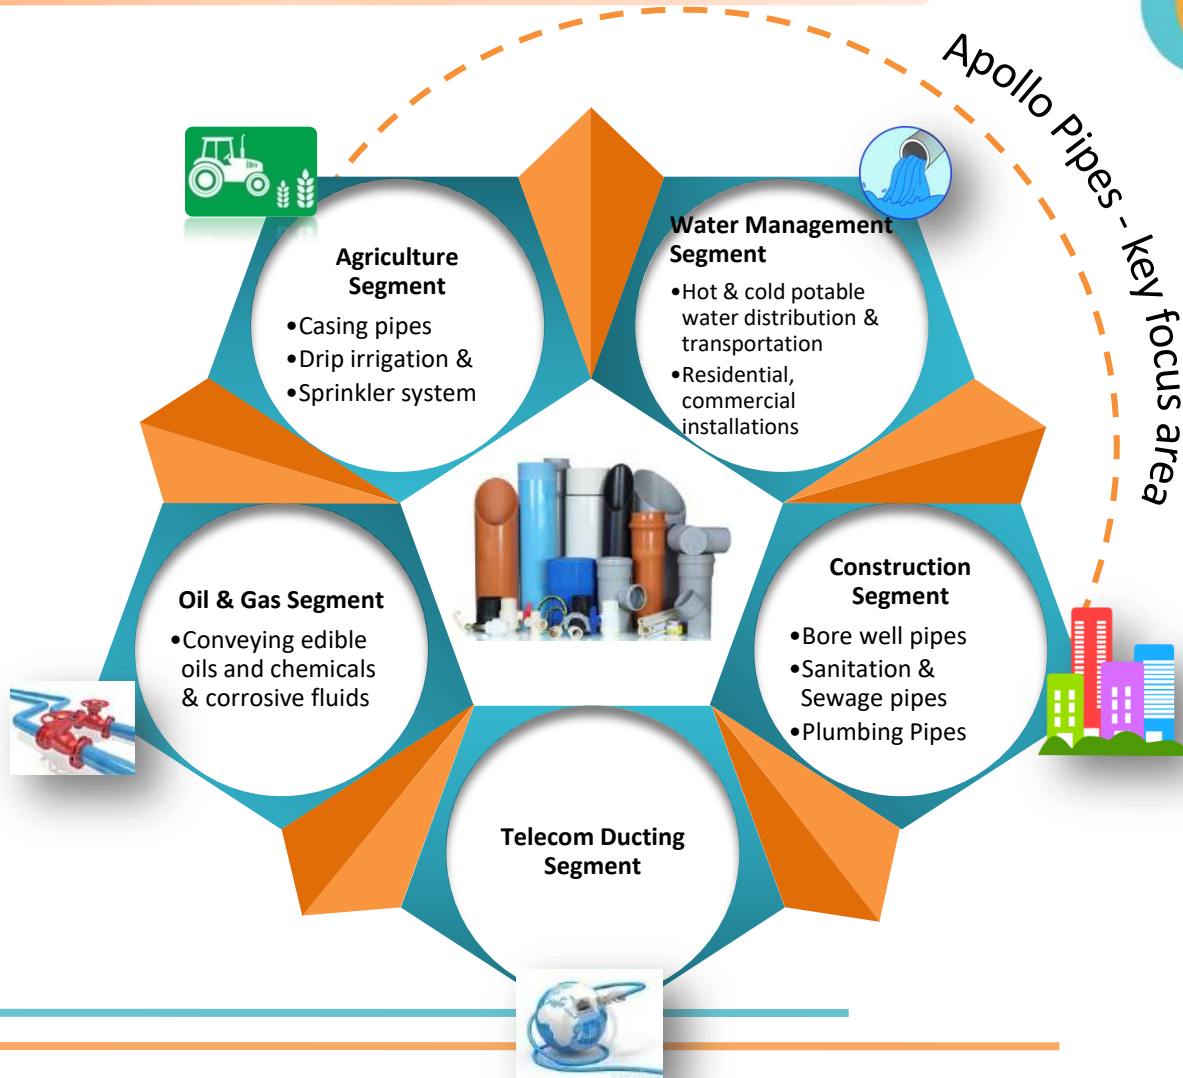 Apollo Pipes - key focus area
Agriculture
Segment
•Casing pipes
•Drip irrigation &
•Sprinkler system
Water Management
Segment
•Hot & cold potable
water distribution &
transportation
•Residential,
commercial
installations
Oil & Gas Segment
•Conveying edible
oils and chemicals
& corrosive fluids
Construction
Segment
•Bore well pipes
•Sanitation &
Sewage pipes
•Plumbing Pipes
Telecom Ducting
Segment